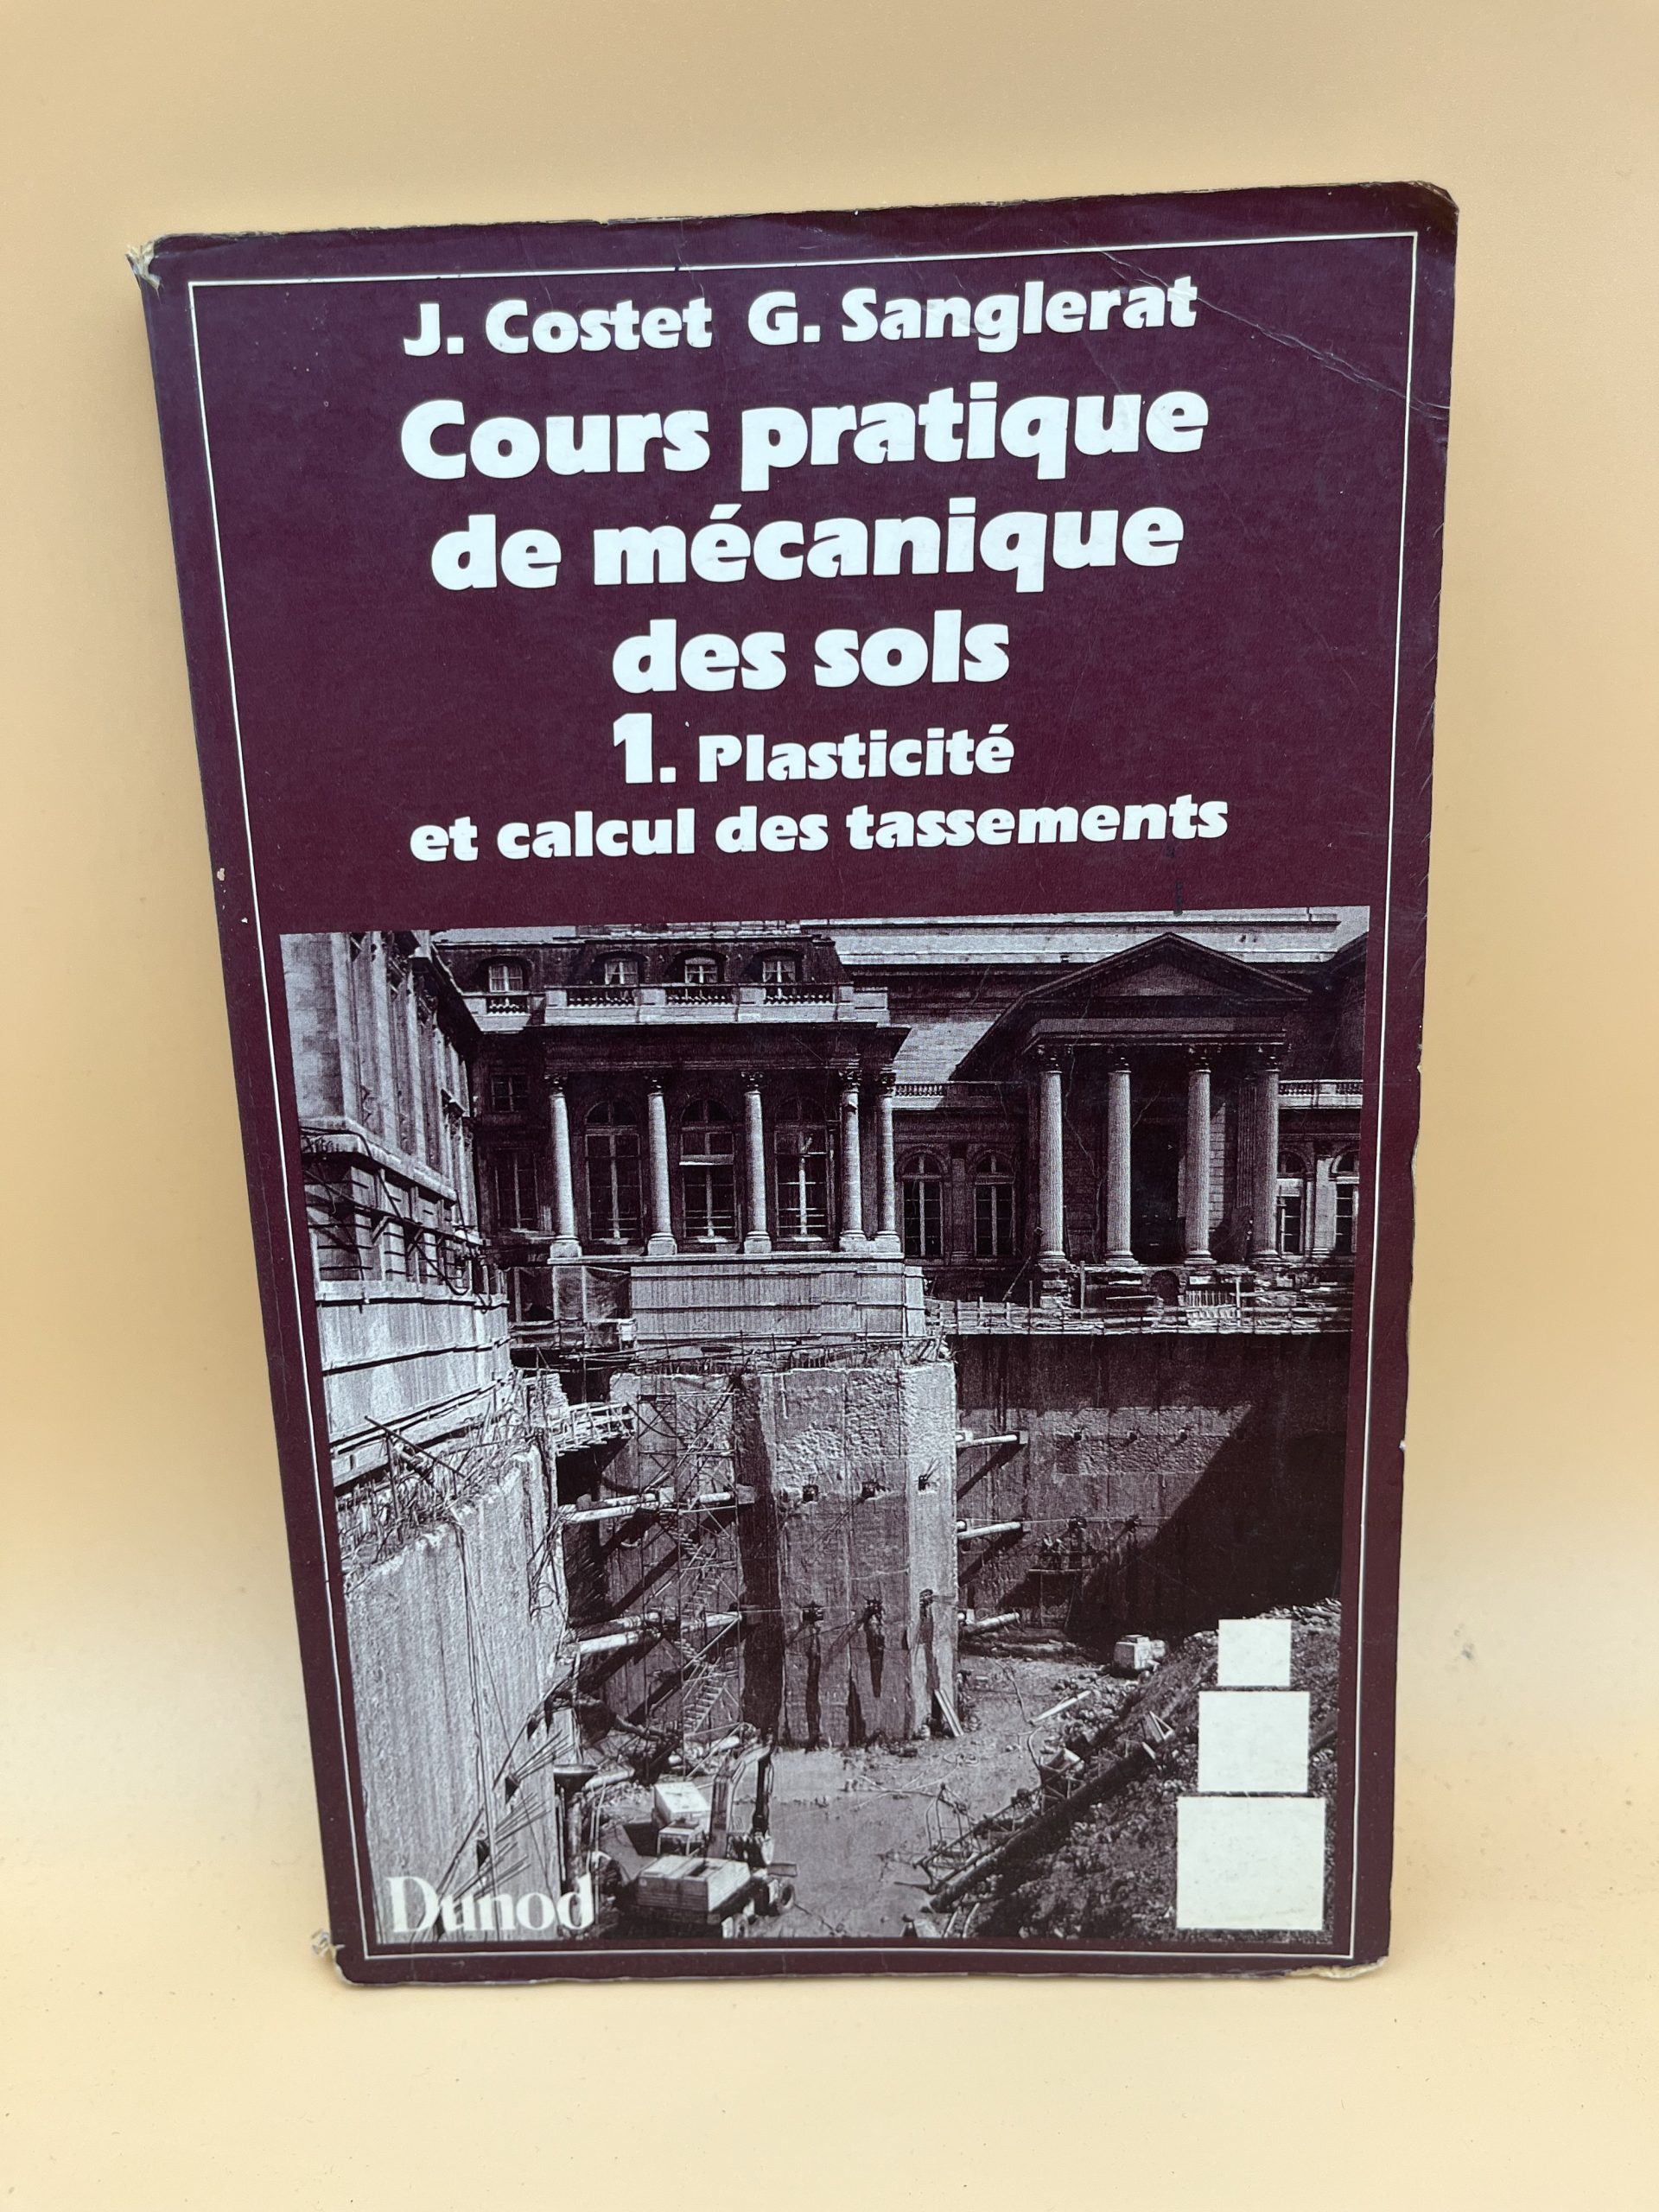 J. Costet G. Sanglerat
Cours pratique
de mécanique
des sols
1. Plasticité
et calcul des tassements
Dunod